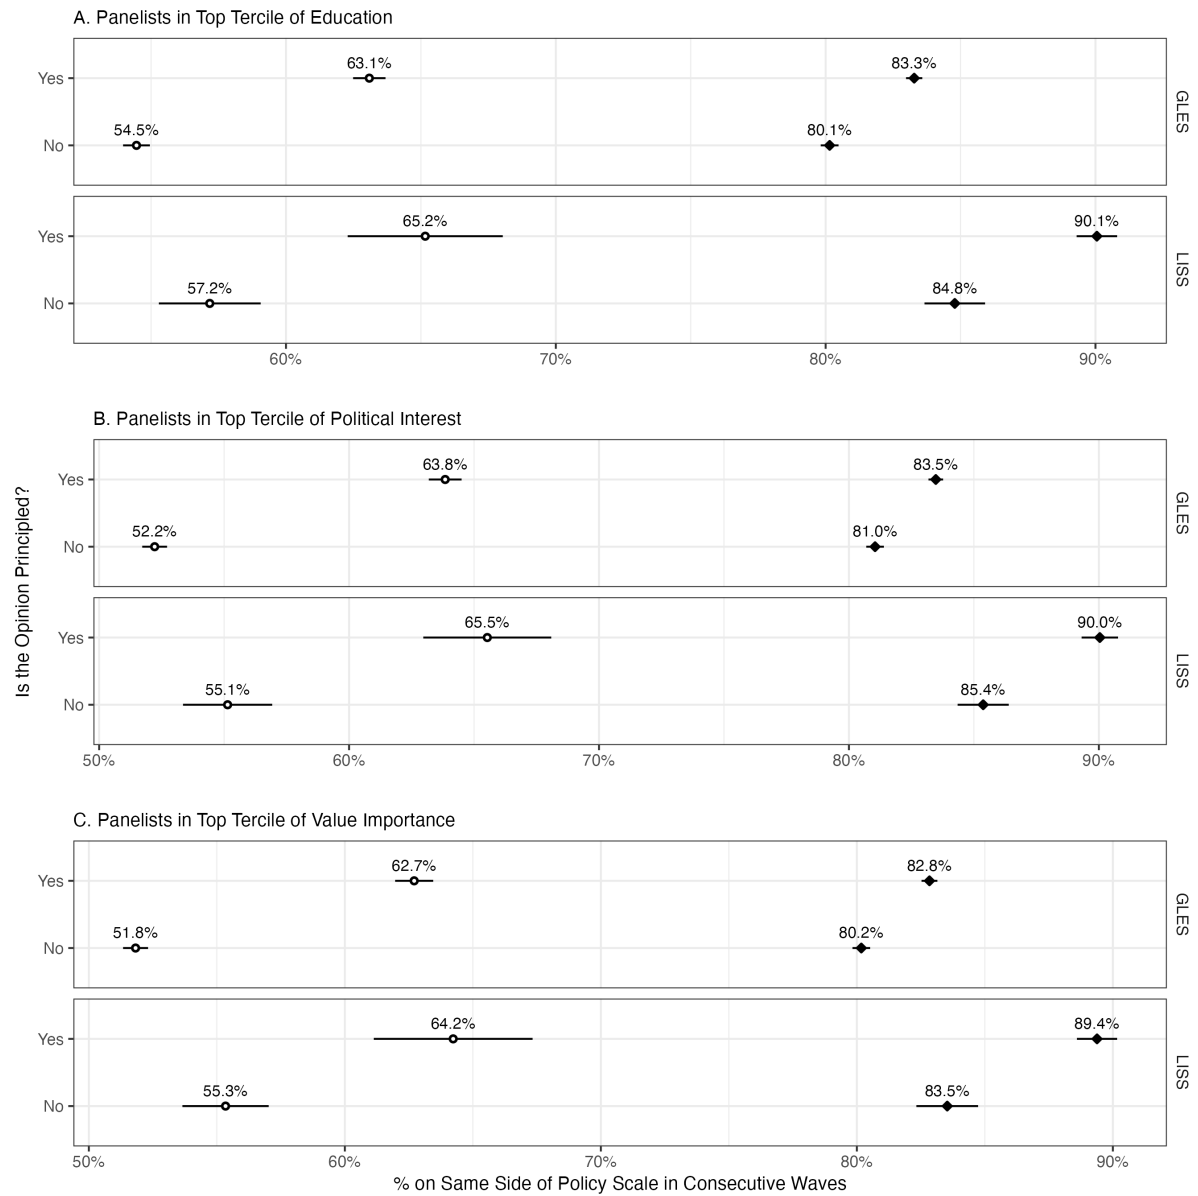 A. Panelists in Top Tercile of Education
63.1% 83.3%
Yes
54.5% 80.1%
No
GLES
65.2% 90.1%
Yes
57.2% 84.8%
No
LISS
60% 70% 80% 90%
B. Panelists in Top Tercile of Political Interest
63.8% 83.5%
Yes
52.2% 81.0%
No
GLES
65.5% 90.0%
Yes
55.1% 85.4%
No
LISS
50% 60% 70% 80% 90%
Is the Opinion Principled?
C. Panelists in Top Tercile of Value Importance
62.7% 82.8%
Yes
51.8% 80.2%
No
GLES
64.2% 89.4%
Yes
55.3% 83.5%
No
LISS
50% 60% 70% 80% 90%
% on Same Side of Policy Scale in Consecutive Waves